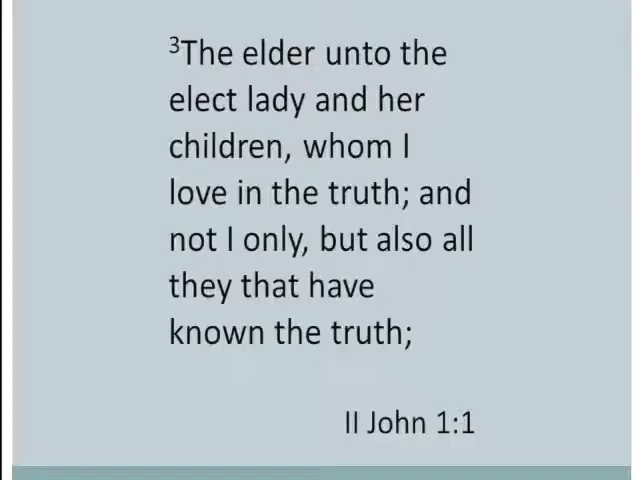 ³The elder unto the
elect lady and her
children, whom I
love in the truth; and
not I only, but also all
they that have
known the truth;
II John 1:1